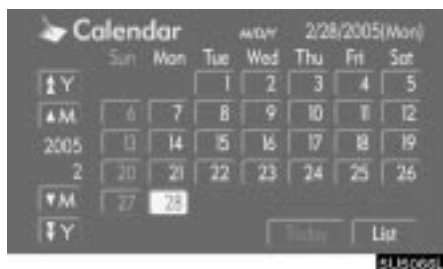 Calendar M/D/Y 2/28/2005(Mon)
Sun Mon Tue Wed Thu Fri Sat
Y 1 2 3 4 5
M 6 7 8 9 10 11 12
2005 13 14 15 16 17 18 19
2 20 21 22 23 24 25 26
M 27 28
Y Today List
5U5066S